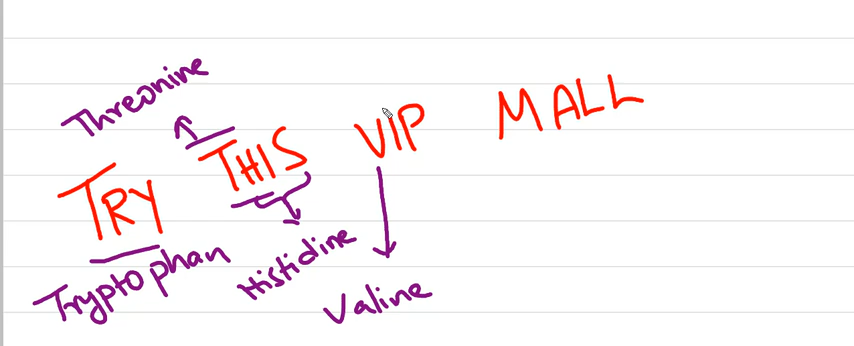 Threonine
TRY THIS VIP MALL
Tryptophan
Histidine
Valine